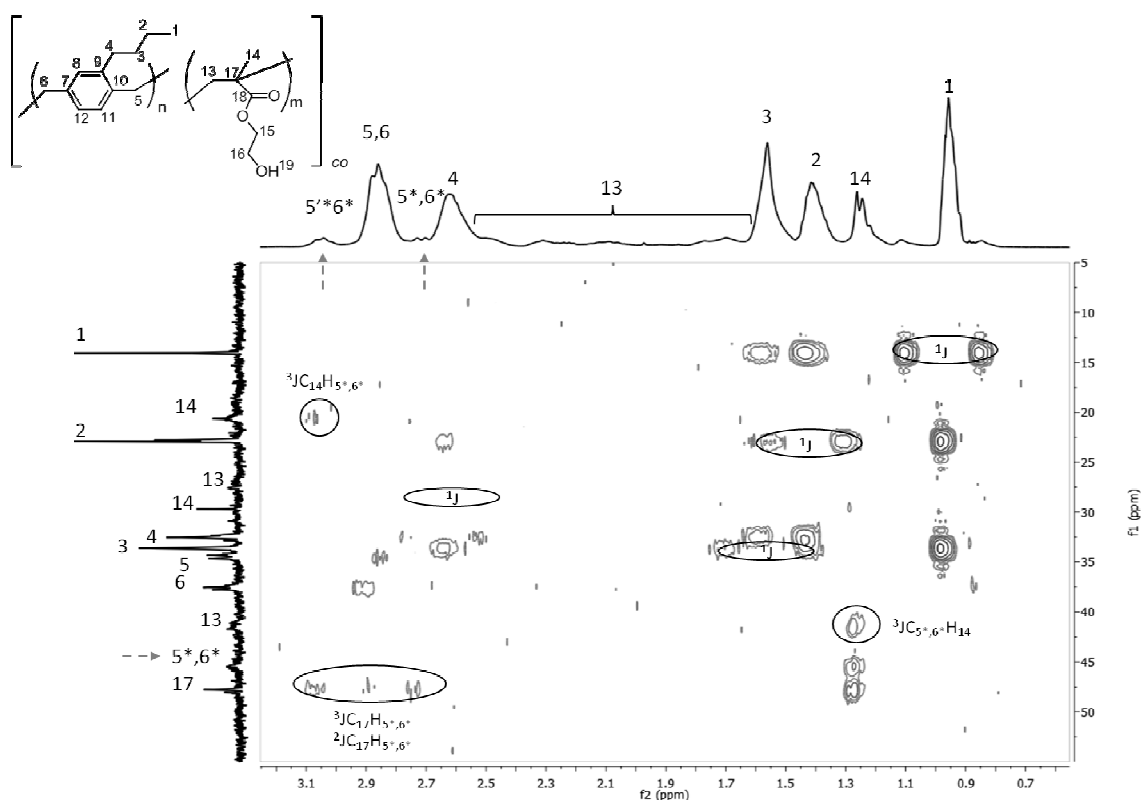 2
1
4
3
14
8
9
13
17
6
7
10
18
O
n
m
5
O
12
11
15
16
OH
19
co
5,6
5'*6*
5*,6*
4
13
3
2
14
1
1
14
2
13
14
4
3
5
6
13
5*,6*
17
³JC₁₄H₅*,₆*
¹J
¹J
¹J
¹J
³JC₅*,₆*H₁₄
³JC₁₇H₅*,₆*
²JC₁₇H₅*,₆*
5
10
15
20
25
30
35
40
45
50
f1 (ppm)
3.1 2.9 2.7 2.5 2.3 2.1 1.9 1.7 1.5 1.3 1.1 0.9 0.7
f2 (ppm)